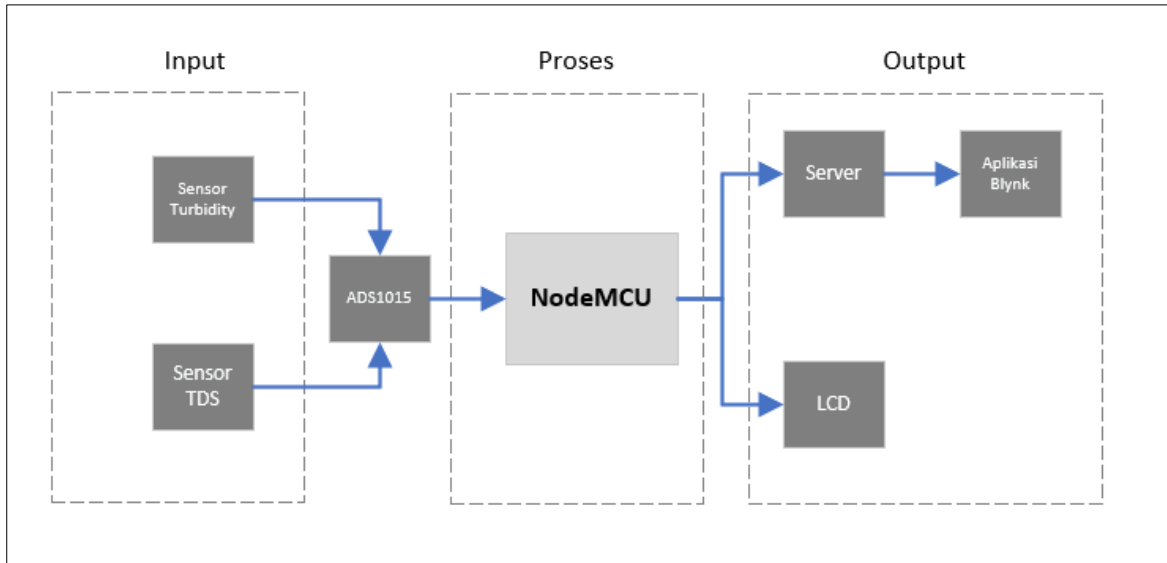 Input
Proses
Output
Sensor
Turbidity
ADS1015
Sensor
TDS
NodeMCU
Server
Aplikasi
Blynk
LCD